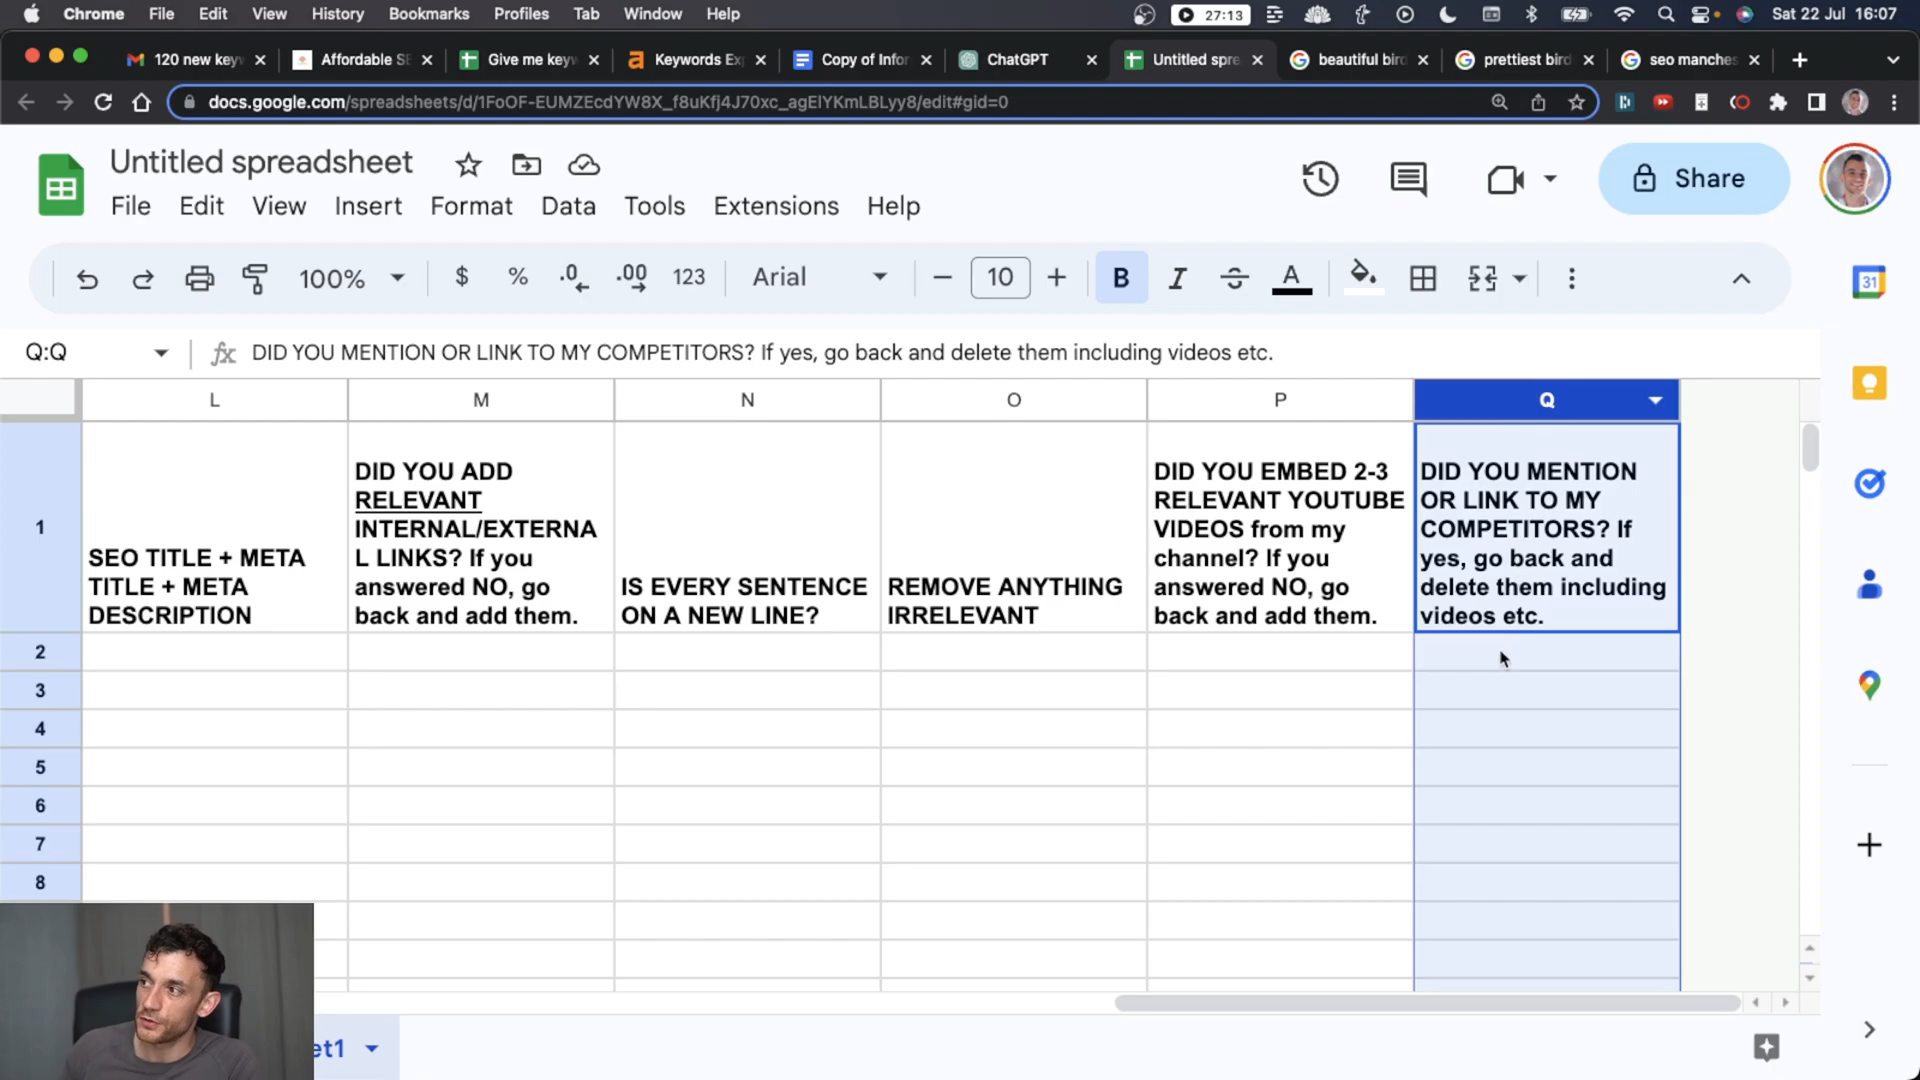 Chrome File Edit View History Bookmarks Profiles Tab Window Help 27:13 Sat 22 Jul 16:07
120 new keyw Affordable SE Give me keyw Keywords Exp Copy of Infor ChatGPT Untitled spre beautiful bird prettiest bird seo manches
docs.google.com/spreadsheets/d/1FoOF-EUMZEcdYW8X_f8uKfj4J70xc_agElYKmLBLyy8/edit#gid=0
Untitled spreadsheet
Share
File Edit View Insert Format Data Tools Extensions Help
31
100% $ % .0 .00 123 Arial 10 B I S A
Q:Q fx DID YOU MENTION OR LINK TO MY COMPETITORS? If yes, go back and delete them including videos etc.
L M N O P Q
1
SEO TITLE + META
TITLE + META
DESCRIPTION
DID YOU ADD
RELEVANT
INTERNAL/EXTERNA
L LINKS? If you
answered NO, go
back and add them.
IS EVERY SENTENCE
ON A NEW LINE?
REMOVE ANYTHING
IRRELEVANT
DID YOU EMBED 2-3
RELEVANT YOUTUBE
VIDEOS from my
channel? If you
answered NO, go
back and add them.
DID YOU MENTION
OR LINK TO MY
COMPETITORS? If
yes, go back and
delete them including
videos etc.
2
3
4
5
6
7
8
et1